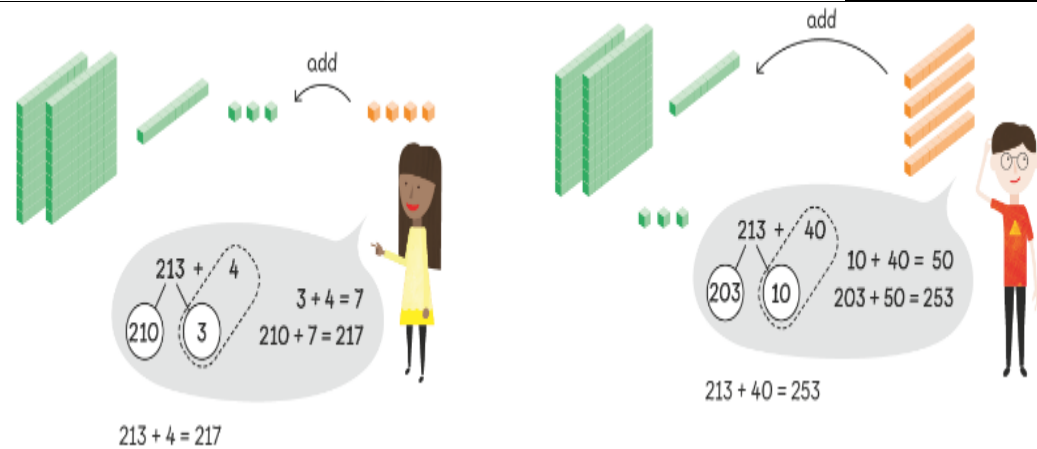 add
213 + 4
210 3
3 + 4 = 7
210 + 7 = 217
213 + 4 = 217
add
213 + 40
203 10
10 + 40 = 50
203 + 50 = 253
213 + 40 = 253